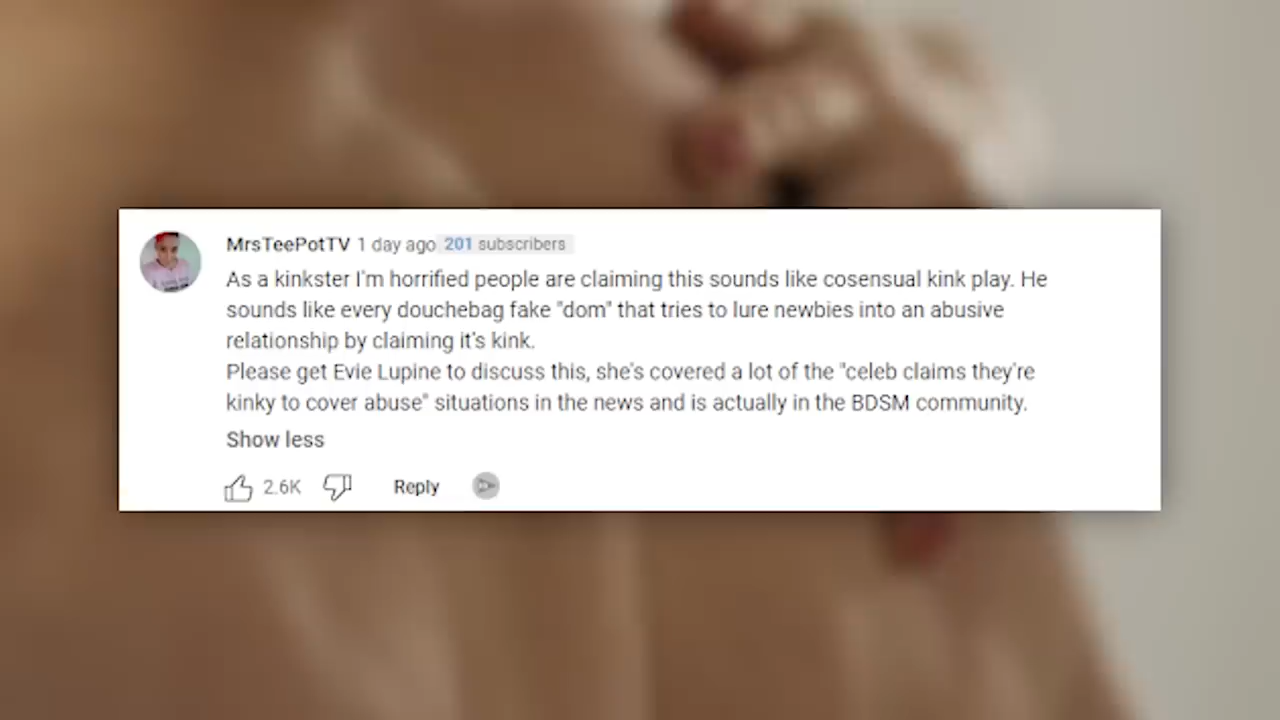 MrsTeePotTV 1 day ago 201 subscribers
As a kinkster I'm horrified people are claiming this sounds like cosensual kink play. He
sounds like every douchebag fake "dom" that tries to lure newbies into an abusive
relationship by claiming it's kink.
Please get Evie Lupine to discuss this, she's covered a lot of the "celeb claims they're
kinky to cover abuse" situations in the news and is actually in the BDSM community.
Show less
2.6K Reply